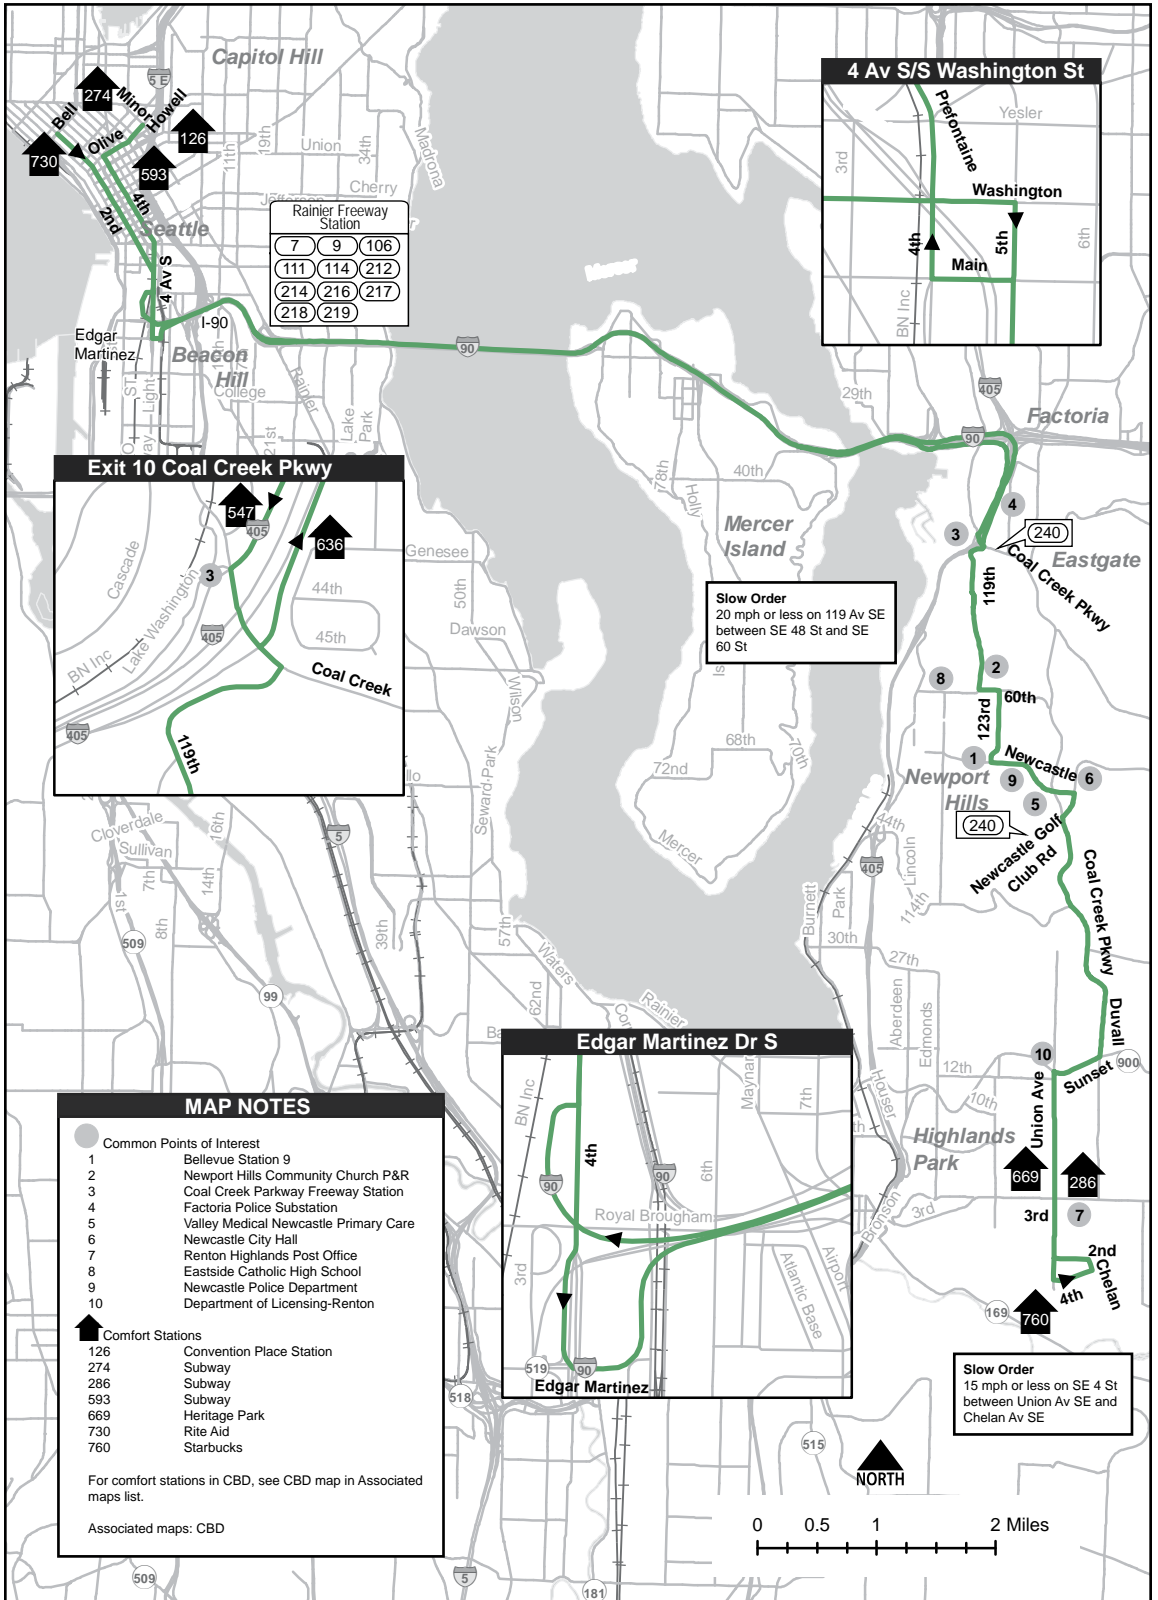 Capitol Hill
5 E
274
Minor
Bell
Howell
126
Olive
730
593
4th
2nd
Seattle
4 Av S
19th
11th
Union
34th
Madrona
Cherry
Jefferson
Rainier Freeway
Station
7 9 106
111 114 212
214 216 217
218 219
I-90
Edgar
Martinez
Beacon
Hill
College
Rainier
Lake
Park
21st
ST
Light
90
4 Av S/S Washington St
Prefontaine
Yesler
3rd
Washington
4th
5th
6th
Main
BN Inc
405
29th
Factoria
90
Exit 10 Coal Creek Pkwy
547
405
636
3
Cascade
Lake Washington
405
44th
45th
BN Inc
Coal Creek
405
119th
Genesee
50th
Dawson
Wilson
Seward-Park
78th
40th
Holly
Mercer
Island
68th
70th
72nd
Mercer
4
3
240
Eastgate
Coal Creek Pkwy
119th
Slow Order
20 mph or less on 119 Av SE
between SE 48 St and SE
60 St
2
8
60th
123rd
1
Newcastle
Newport
Hills
9
6
5
240
Newcastle Golf
Club Rd
Coal Creek Pkwy
44th
405
Lincoln
114th
Park
Burnett
30th
27th
Aberdeen
Edmonds
Duvall
900
Sunset
10
12th
10th
Union Ave
Houser
Highlands
Park
669
286
3rd
3rd
7
2nd
Chelan
4th
Bronson
169
760
Slow Order
15 mph or less on SE 4 St
between Union Av SE and
Chelan Av SE
Cloverdale
Sullivan
16th
14th
7th
8th
1st
5
509
99
39th
57th
Waters
62nd
Rainier
Edgar Martinez Dr S
BN Inc
4th
90
90
6th
Maynard
7th
Royal Brougham
3rd
Airport
Atlantic Base
519
90
Edgar Martinez
MAP NOTES
Common Points of Interest
1 Bellevue Station 9
2 Newport Hills Community Church P&R
3 Coal Creek Parkway Freeway Station
4 Factoria Police Substation
5 Valley Medical Newcastle Primary Care
6 Newcastle City Hall
7 Renton Highlands Post Office
8 Eastside Catholic High School
9 Newcastle Police Department
10 Department of Licensing-Renton
Comfort Stations
126 Convention Place Station
274 Subway
286 Subway
593 Subway
669 Heritage Park
730 Rite Aid
760 Starbucks
For comfort stations in CBD, see CBD map in Associated
maps list.
Associated maps: CBD
518
515
NORTH
0 0.5 1 2 Miles
509
5
181